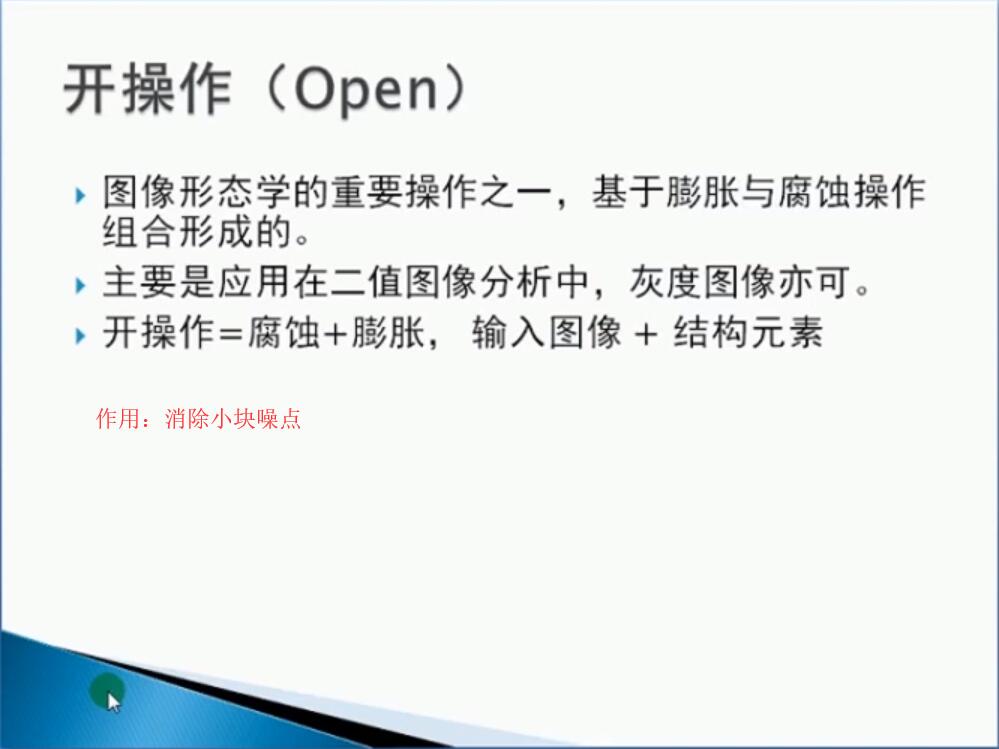 开操作（Open）
图像形态学的重要操作之一，基于膨胀与腐蚀操作
组合形成的。
主要是应用在二值图像分析中，灰度图像亦可。
开操作=腐蚀+膨胀， 输入图像 + 结构元素
作用：消除小块噪点